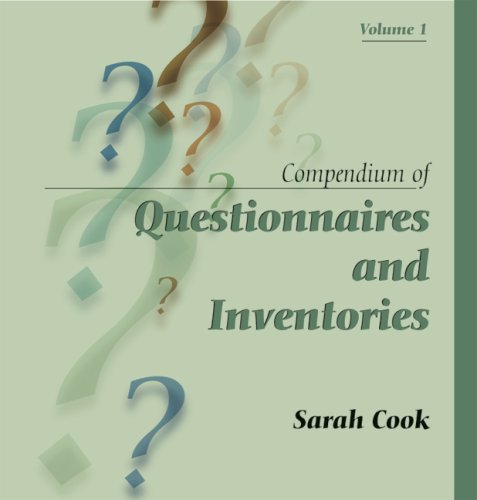 Volume 1
Compendium of
Questionnaires
and
Inventories
Sarah Cook